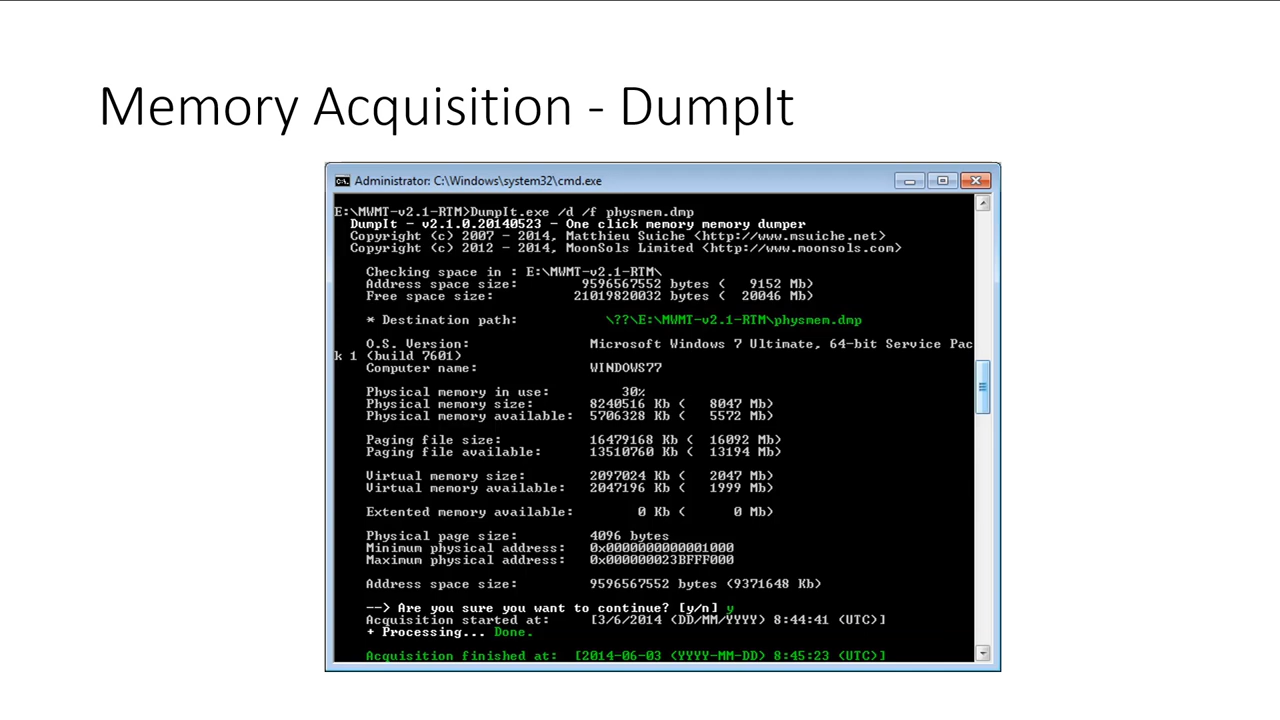 Memory Acquisition - DumpIt
Administrator: C:\Windows\system32\cmd.exe
E:\MWMT-v2.1-RTM>DumpIt.exe /d /f physmem.dmp
DumpIt - v2.1.0.20140523 - One click memory memory dumper
Copyright (c) 2007 - 2014, Matthieu Suiche <http://www.msuiche.net>
Copyright (c) 2012 - 2014, MoonSols Limited <http://www.moonsols.com>
Checking space in : E:\MWMT-v2.1-RTM\
Address space size: 9596567552 bytes ( 9152 Mb)
Free space size: 21019820032 bytes ( 20046 Mb)
* Destination path: \??\E:\MWMT-v2.1-RTM\physmem.dmp
O.S. Version: Microsoft Windows 7 Ultimate, 64-bit Service Pac
k 1 (build 7601)
Computer name: WINDOWS77
Physical memory in use: 30%
Physical memory size: 8240516 Kb ( 8047 Mb)
Physical memory available: 5706328 Kb ( 5572 Mb)
Paging file size: 16479168 Kb ( 16092 Mb)
Paging file available: 13510760 Kb ( 13194 Mb)
Virtual memory size: 2097024 Kb ( 2047 Mb)
Virtual memory available: 2047196 Kb ( 1999 Mb)
Extented memory available: 0 Kb ( 0 Mb)
Physical page size: 4096 bytes
Minimum physical address: 0x0000000000001000
Maximum physical address: 0x000000023BFFF000
Address space size: 9596567552 bytes (9371648 Kb)
--> Are you sure you want to continue? [y/n] y
Acquisition started at: [3/6/2014 (DD/MM/YYYY) 8:44:41 (UTC)]
+ Processing... Done.
Acquisition finished at: [2014-06-03 (YYYY-MM-DD) 8:45:23 (UTC)]